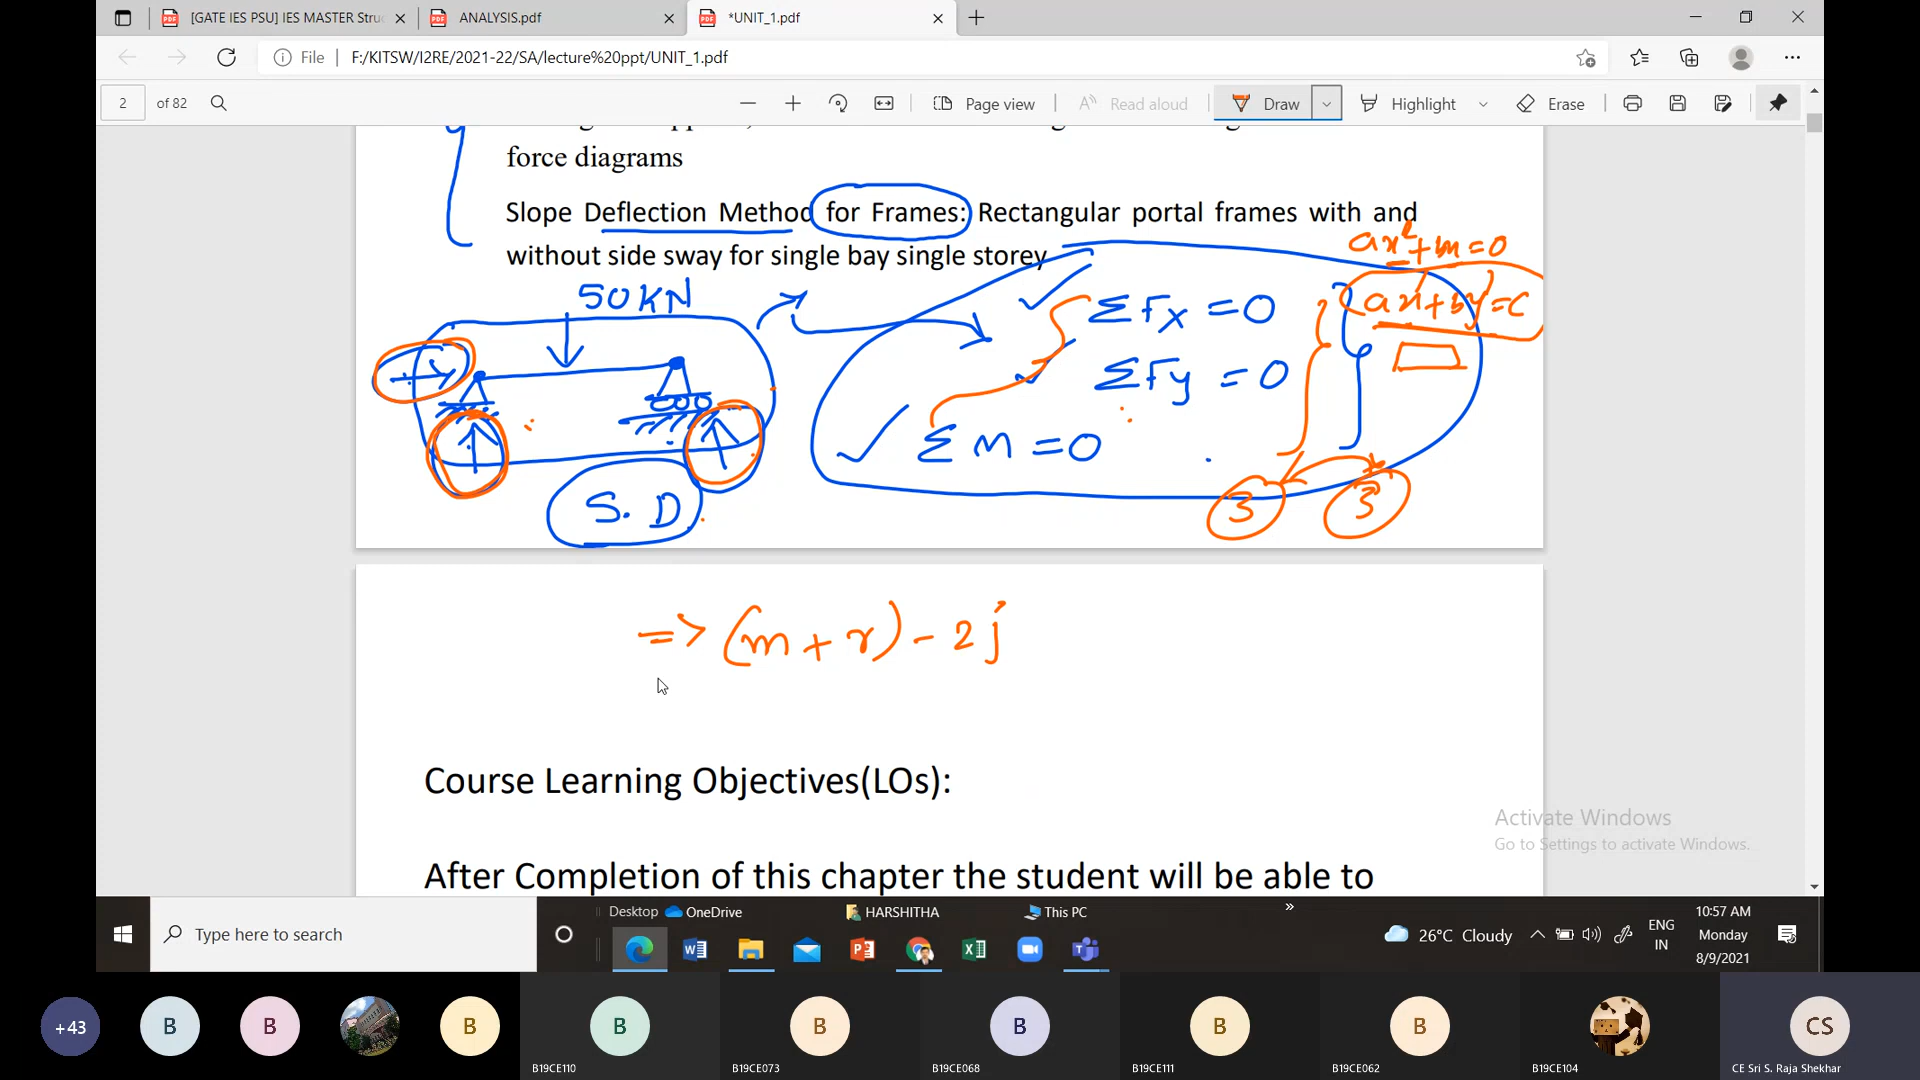 [GATE IES PSU] IES MASTER Struc
ANALYSIS.pdf
*UNIT_1.pdf
File F:/KITSW/I2RE/2021-22/SA/lecture%20ppt/UNIT_1.pdf
2 of 82
Page view
Read aloud
Draw
Highlight
Erase
force diagrams
Slope Deflection Method for Frames: Rectangular portal frames with and
without side sway for single bay single storey
50KN
ax²+m=0
ΣFx =0
ax+by=c
ΣFy =0
ΣM =0
S.D
3
3
=> (m+r)-2j
Course Learning Objectives(LOs):
After Completion of this chapter the student will be able to
Activate Windows
Go to Settings to activate Windows.
Desktop
OneDrive
HARSHITHA
This PC
»
Type here to search
26°C Cloudy
ENG
IN
10:57 AM
Monday
8/9/2021
+43
B
B
B
B
B
B
B
B
CS
B19CE110
B19CE073
B19CE068
B19CE111
B19CE062
B19CE104
CE Sri S. Raja Shekhar